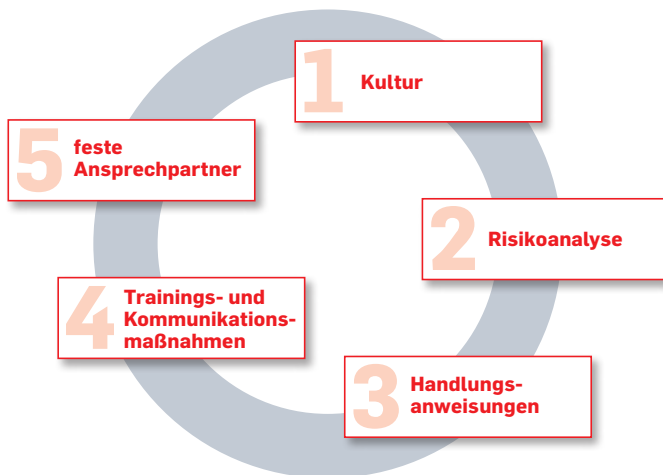 1 Kultur
2 Risikoanalyse
3 Handlungs-
anweisungen
4 Trainings- und
Kommunikations-
maßnahmen
5 feste
Ansprechpartner